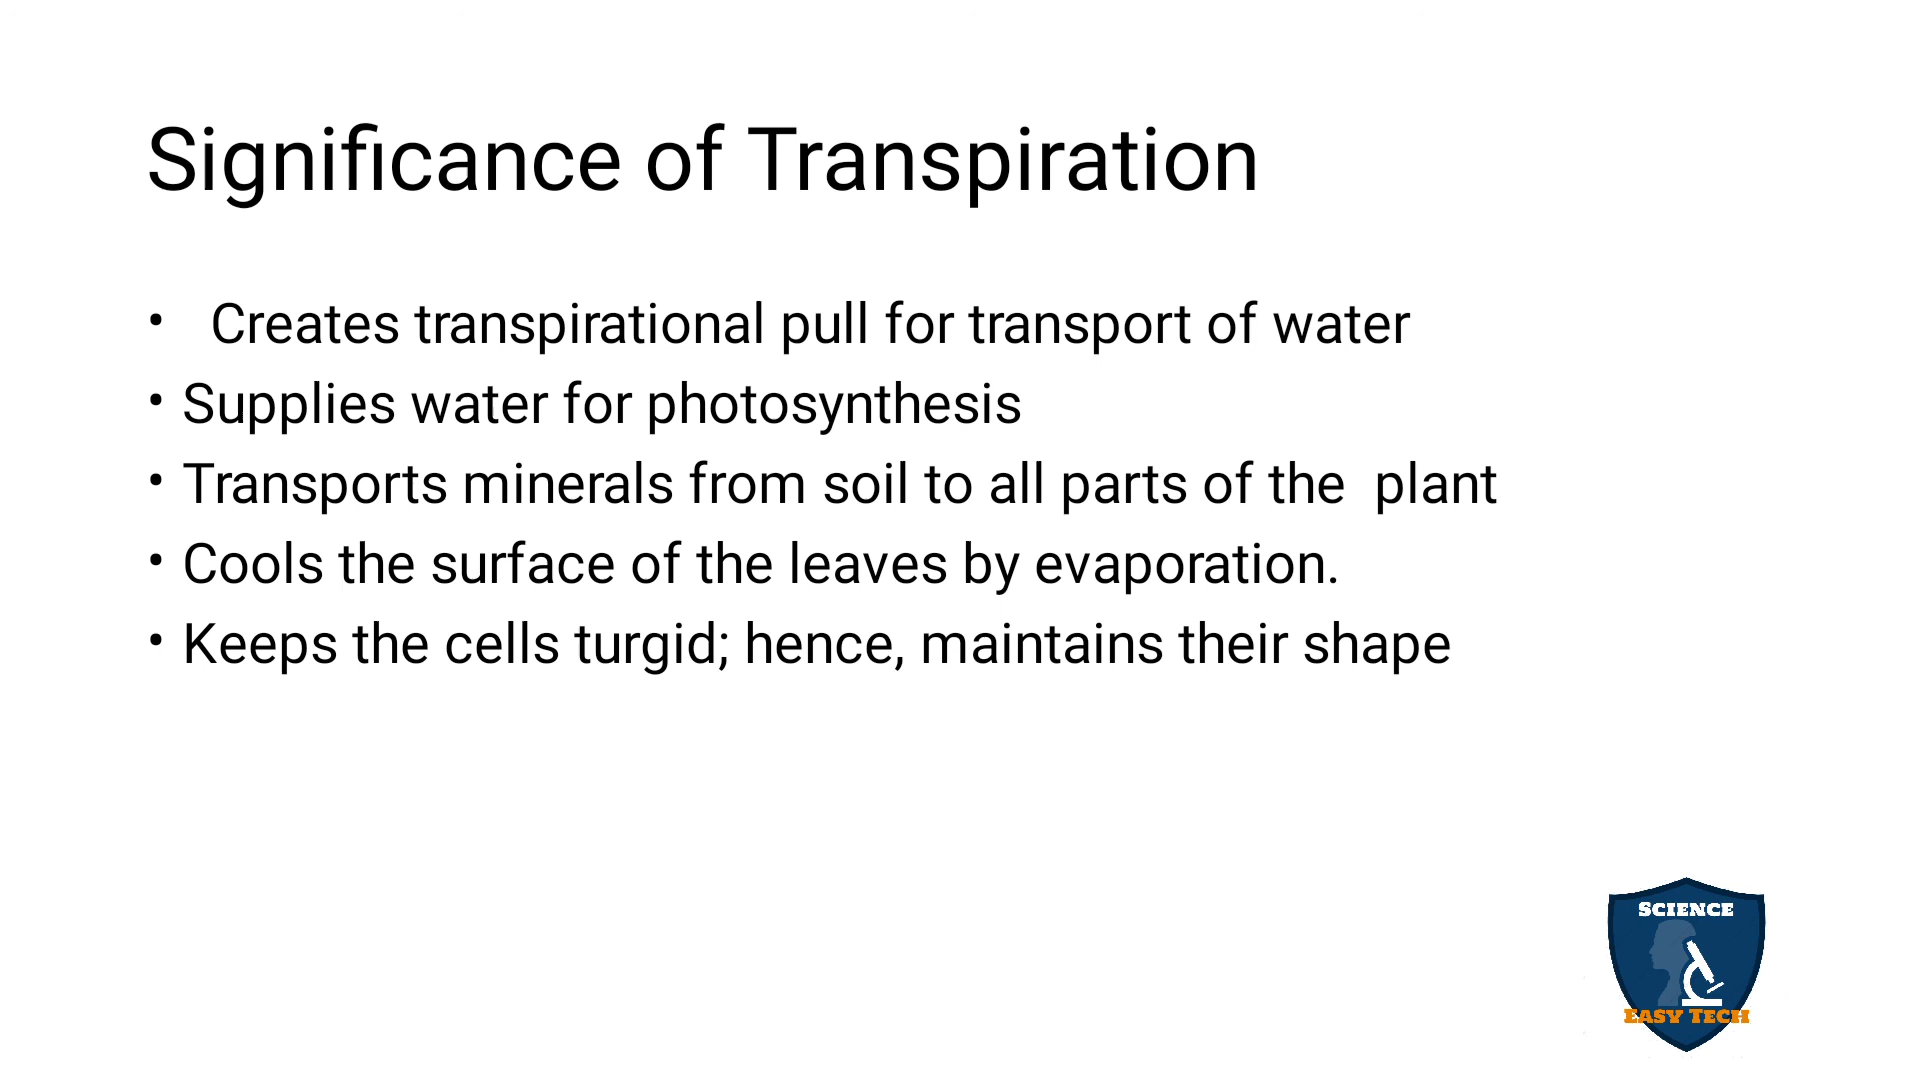 Significance of Transpiration
• Creates transpirational pull for transport of water
• Supplies water for photosynthesis
• Transports minerals from soil to all parts of the  plant
• Cools the surface of the leaves by evaporation.
• Keeps the cells turgid; hence, maintains their shape
SCIENCE
EASY TECH